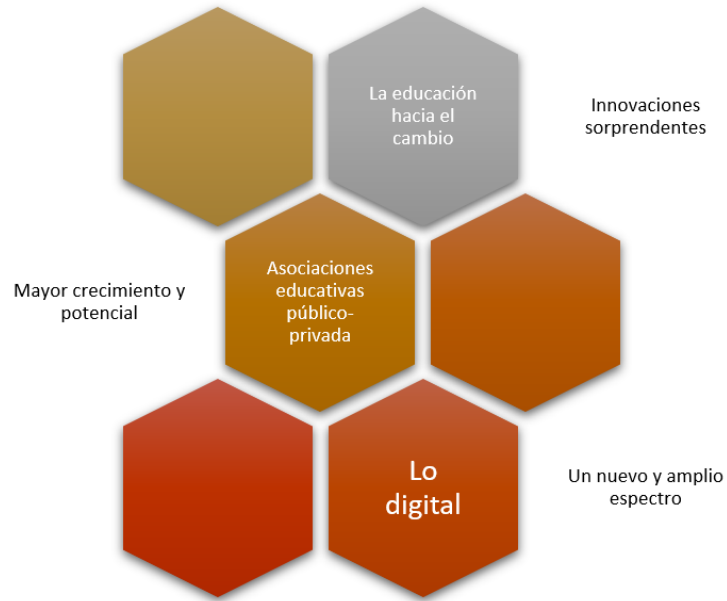 La educación
hacia el
cambio
Innovaciones
sorprendentes
Mayor crecimiento y
potencial
Asociaciones
educativas
público-
privada
Lo
digital
Un nuevo y amplio
espectro